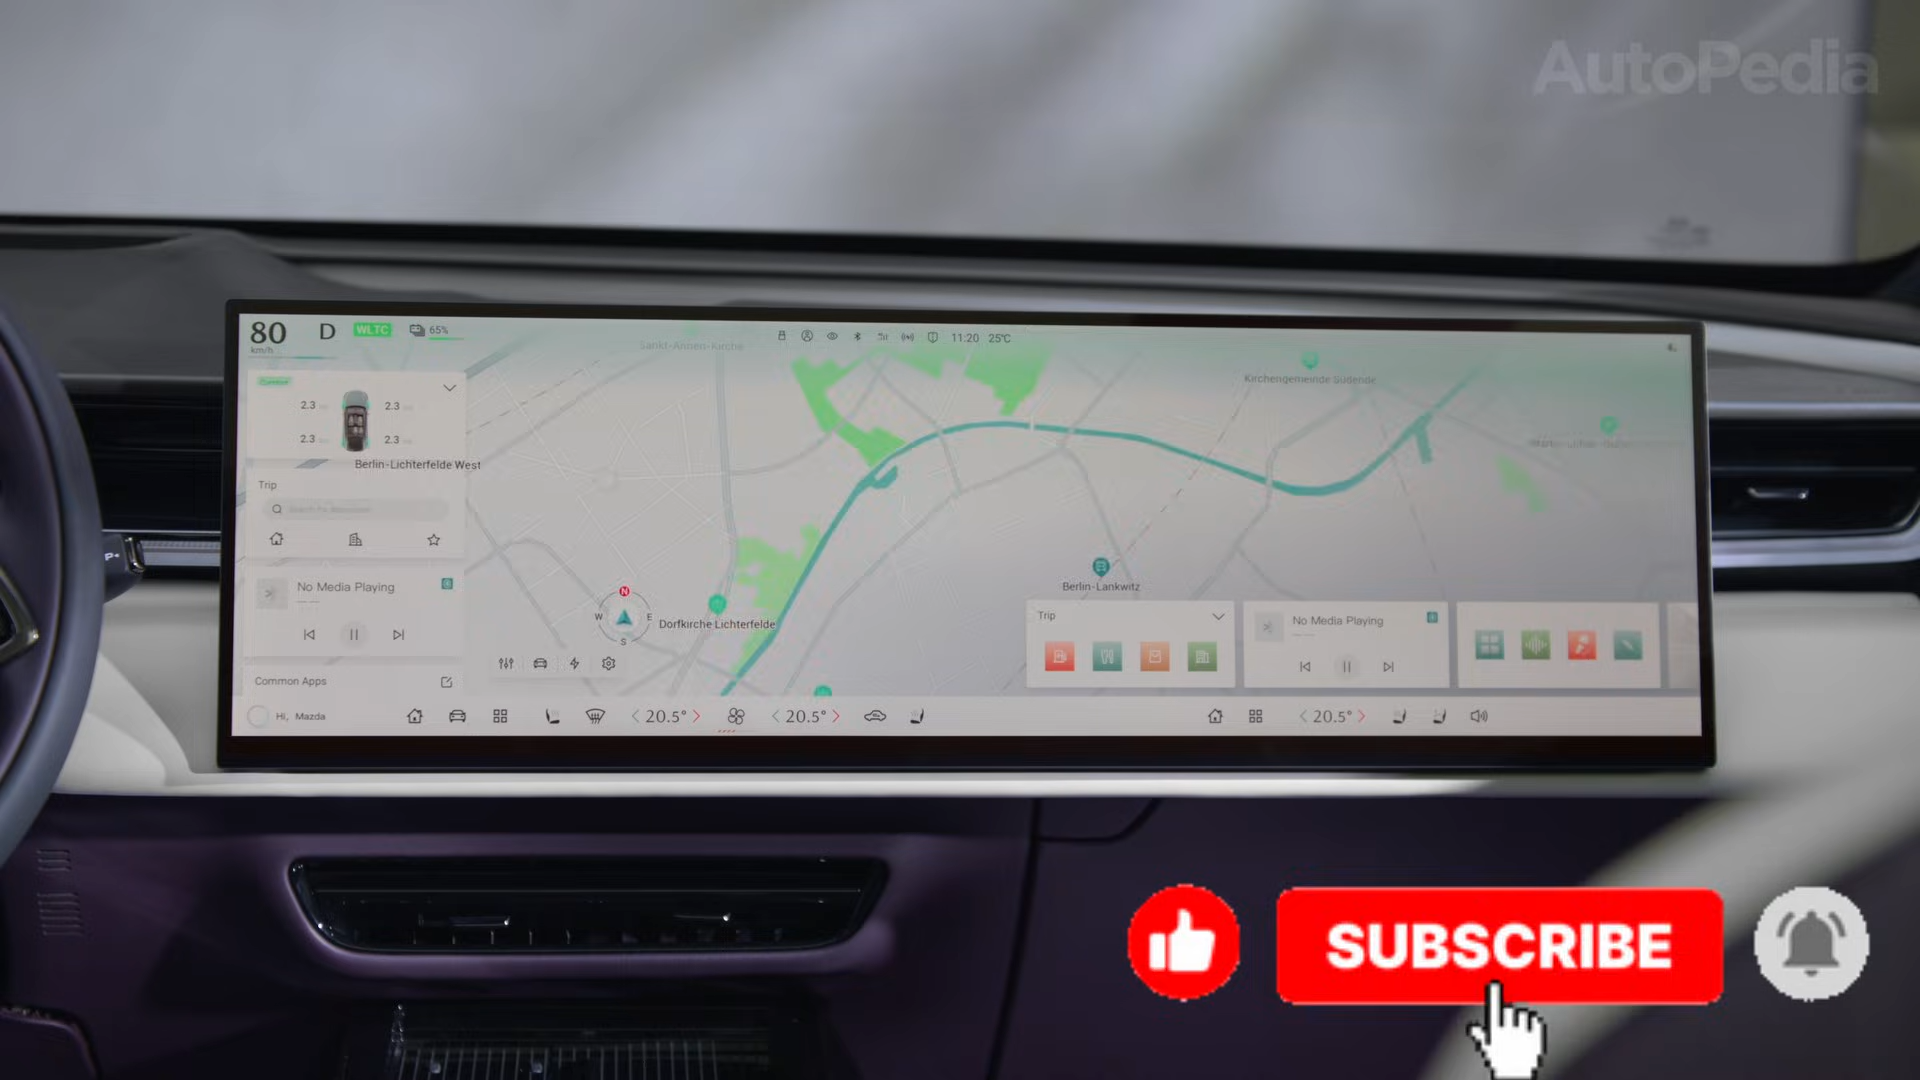 AutoPedia
80 D WLTC 65%
km/h
11:20 25°C
Sankt-Annen-Kirche
Kirchengemeinde Südende
Comfort
2.3 2.3
2.3 2.3
Berlin-Lichterfelde West
Trip
No Media Playing
Common Apps
Hi, Mazda
N
W E
S
Dorfkirche Lichterfelde
Berlin-Lankwitz
Trip
No Media Playing
20.5°
20.5°
20.5°
P
SUBSCRIBE